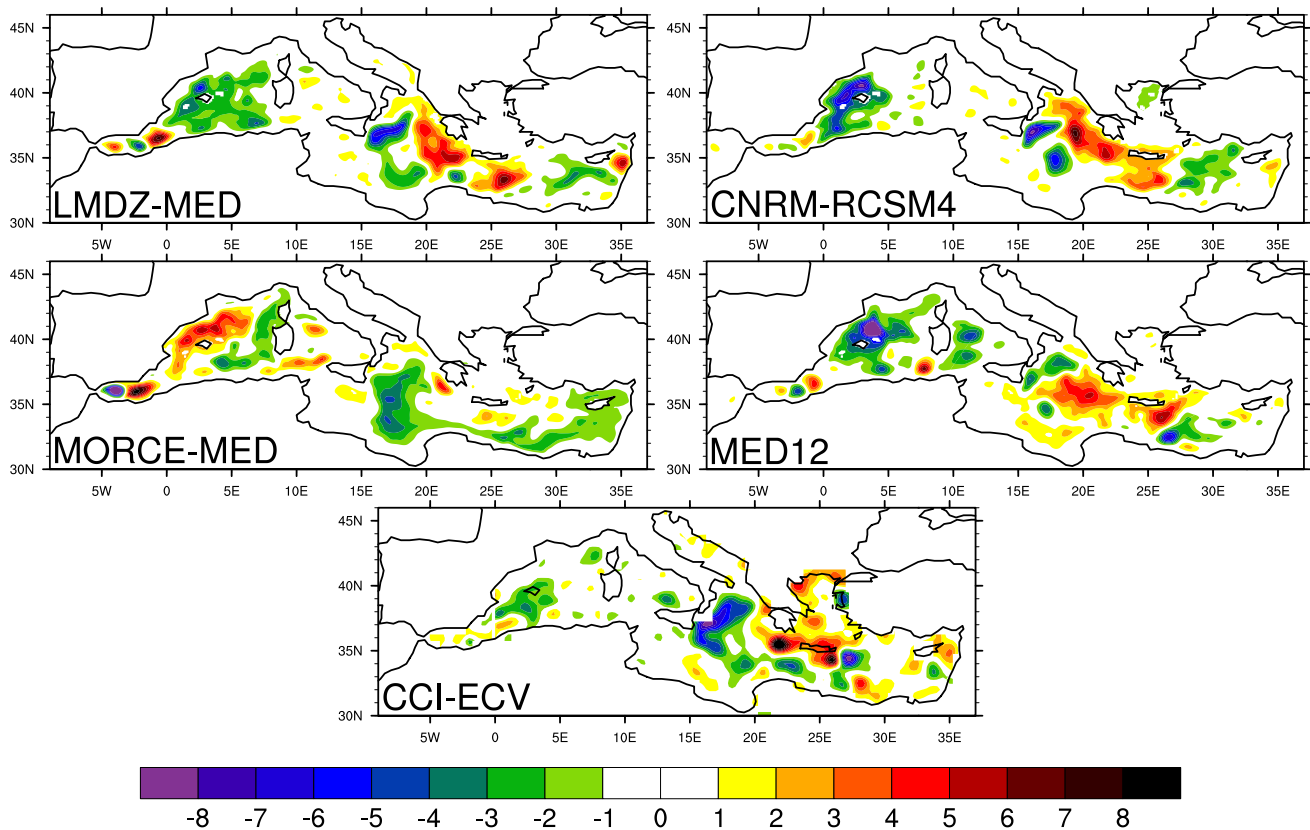 45N 45N
40N 40N
35N 35N
30N LMDZ-MED 30N CNRM-RCSM4
5W 0 5E 10E 15E 20E 25E 30E 35E 5W 0 5E 10E 15E 20E 25E 30E 35E
45N 45N
40N 40N
35N 35N
30N MORCE-MED 30N MED12
5W 0 5E 10E 15E 20E 25E 30E 35E 5W 0 5E 10E 15E 20E 25E 30E 35E
45N
40N
35N
30N CCI-ECV
5W 0 5E 10E 15E 20E 25E 30E 35E
-8 -7 -6 -5 -4 -3 -2 -1 0 1 2 3 4 5 6 7 8